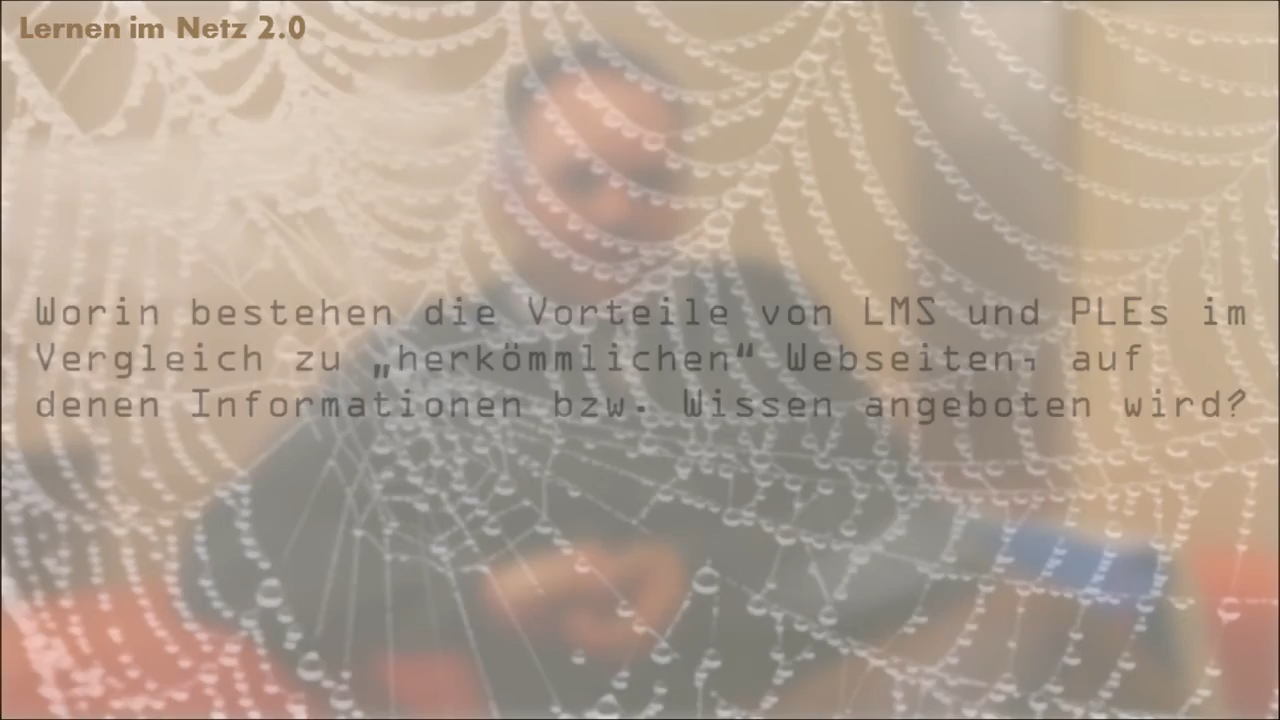 Lernen im Netz 2.0
Worin bestehen die Vorteile von LMS und PLEs im
Vergleich zu „herkömmlichen“ Webseiten, auf
denen Informationen bzw. Wissen angeboten wird?